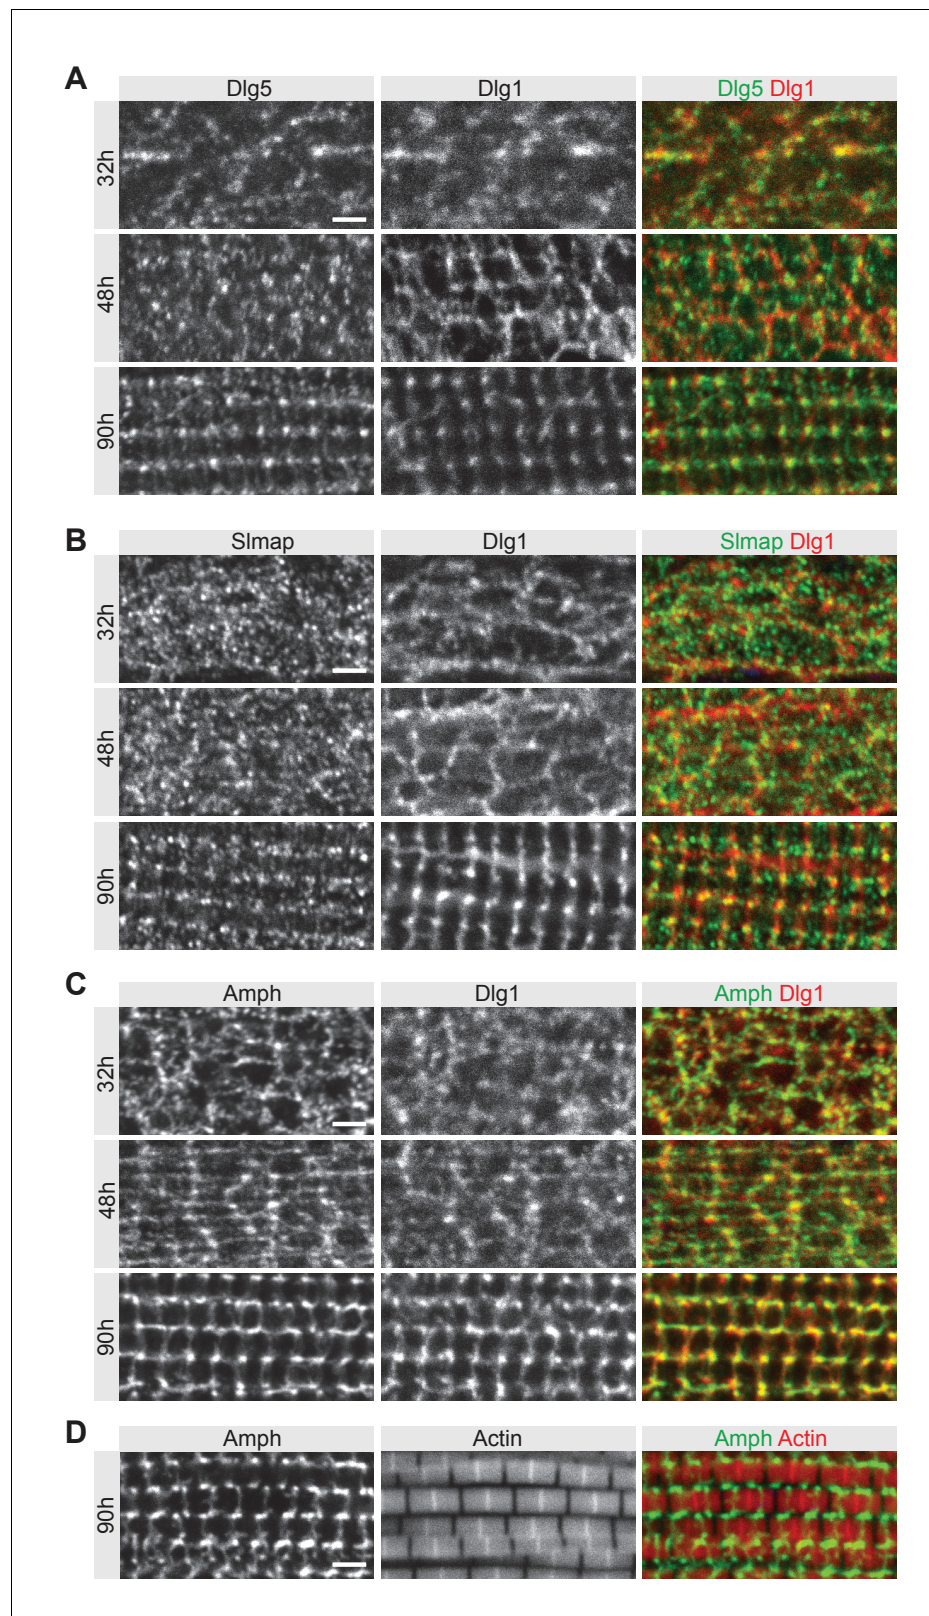 A
Dlg5 Dlg1 Dlg5 Dlg1
32h
48h
90h
B
Slmap Dlg1 Slmap Dlg1
32h
48h
90h
C
Amph Dlg1 Amph Dlg1
32h
48h
90h
D
Amph Actin Amph Actin
90h